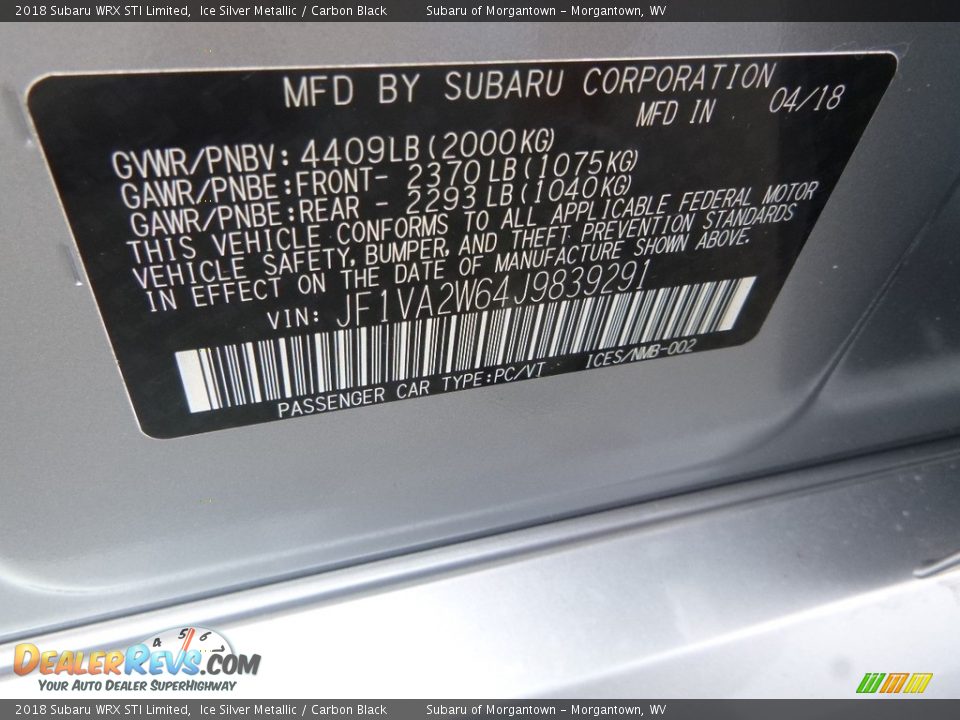 2018 Subaru WRX STI Limited, Ice Silver Metallic / Carbon Black Subaru of Morgantown - Morgantown, WV
MFD BY SUBARU CORPORATION
MFD IN 04/18
GVWR/PNBV: 4409LB(2000KG)
GAWR/PNBE:FRONT- 2370LB(1075KG)
GAWR/PNBE:REAR - 2293LB(1040KG)
THIS VEHICLE CONFORMS TO ALL APPLICABLE FEDERAL MOTOR
VEHICLE SAFETY, BUMPER, AND THEFT PREVENTION STANDARDS
IN EFFECT ON THE DATE OF MANUFACTURE SHOWN ABOVE.
VIN: JF1VA2W64J9839291
PASSENGER CAR TYPE:PC/VT ICES/NMB-002
4 5 6
DEALERREVS.COM
YOUR AUTO DEALER SUPERHIGHWAY
2018 Subaru WRX STI Limited, Ice Silver Metallic / Carbon Black Subaru of Morgantown - Morgantown, WV